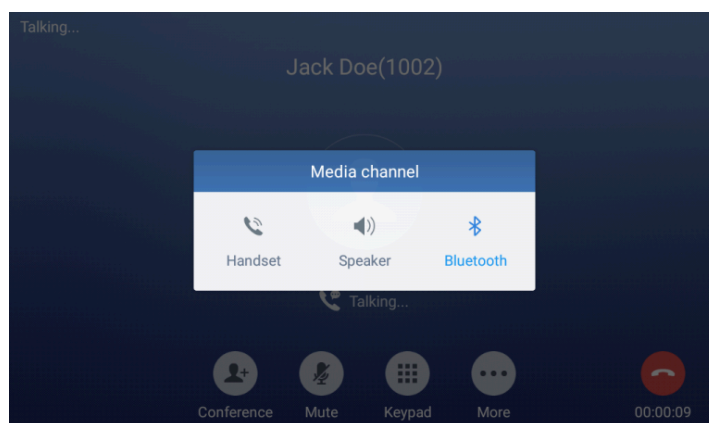 Talking...
Jack Doe(1002)
Media channel
Handset Speaker Bluetooth
Talking...
Conference Mute Keypad More 00:00:09